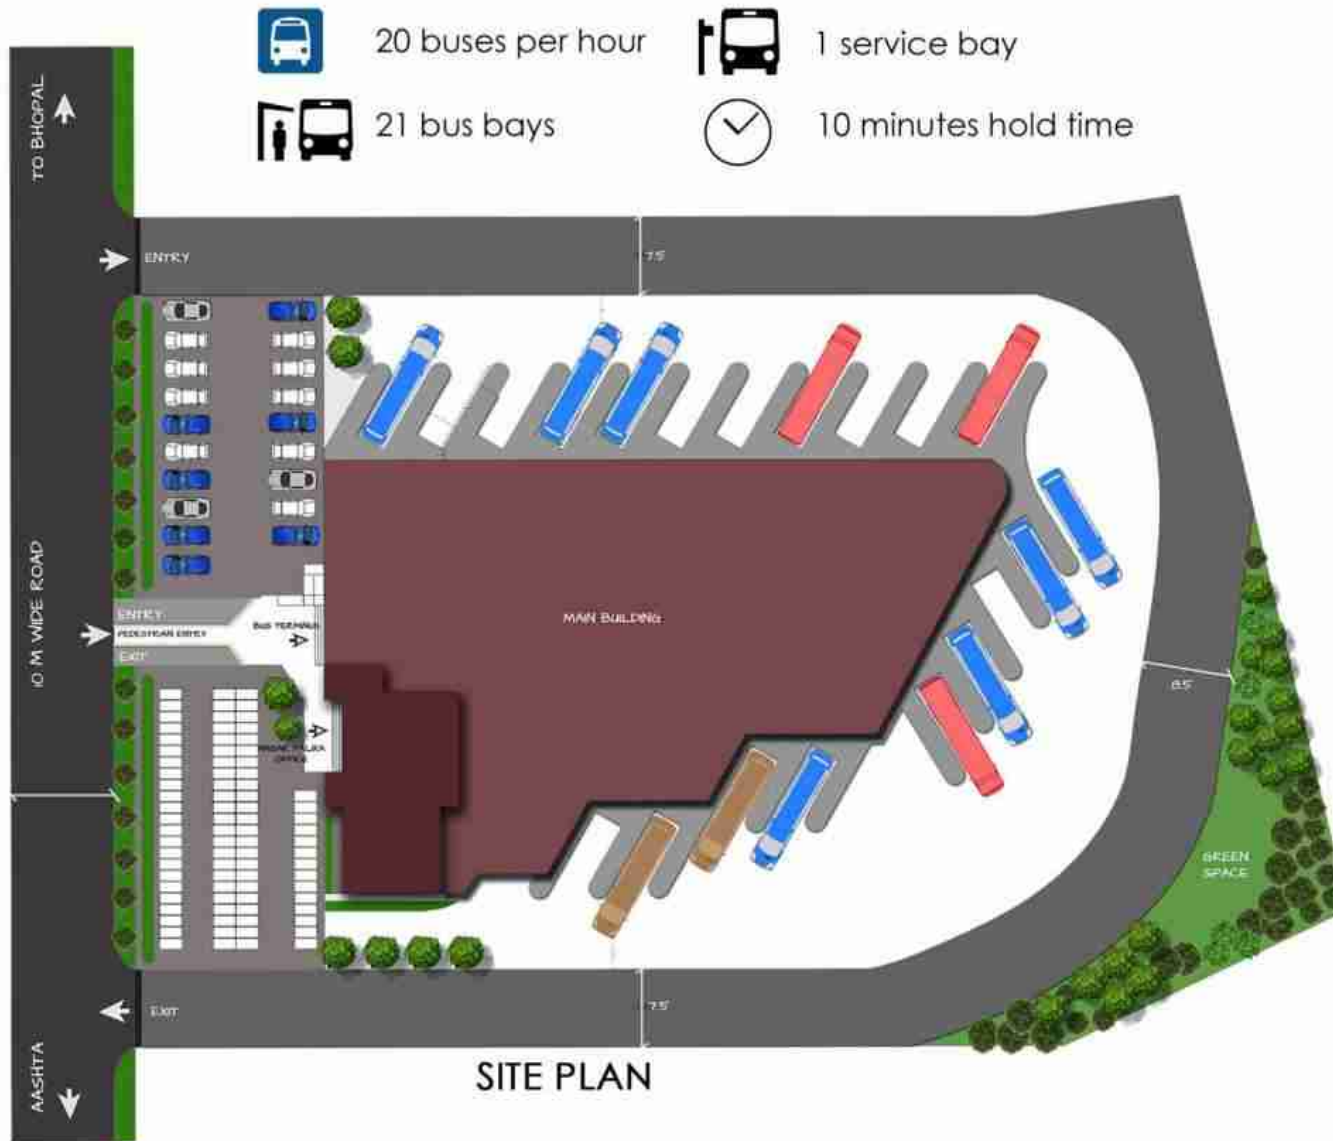 20 buses per hour
1 service bay
21 bus bays
10 minutes hold time
TO BHOPAL
ENTRY
7.5
10 M WIDE ROAD
MAIN BUILDING
ENTRY
PEDESTRIAN ENTRY
BUS TERMINUS
EXIT
8.5
OFFICE
GREEN
SPACE
EXIT
7.5
SITE PLAN
AASHTA